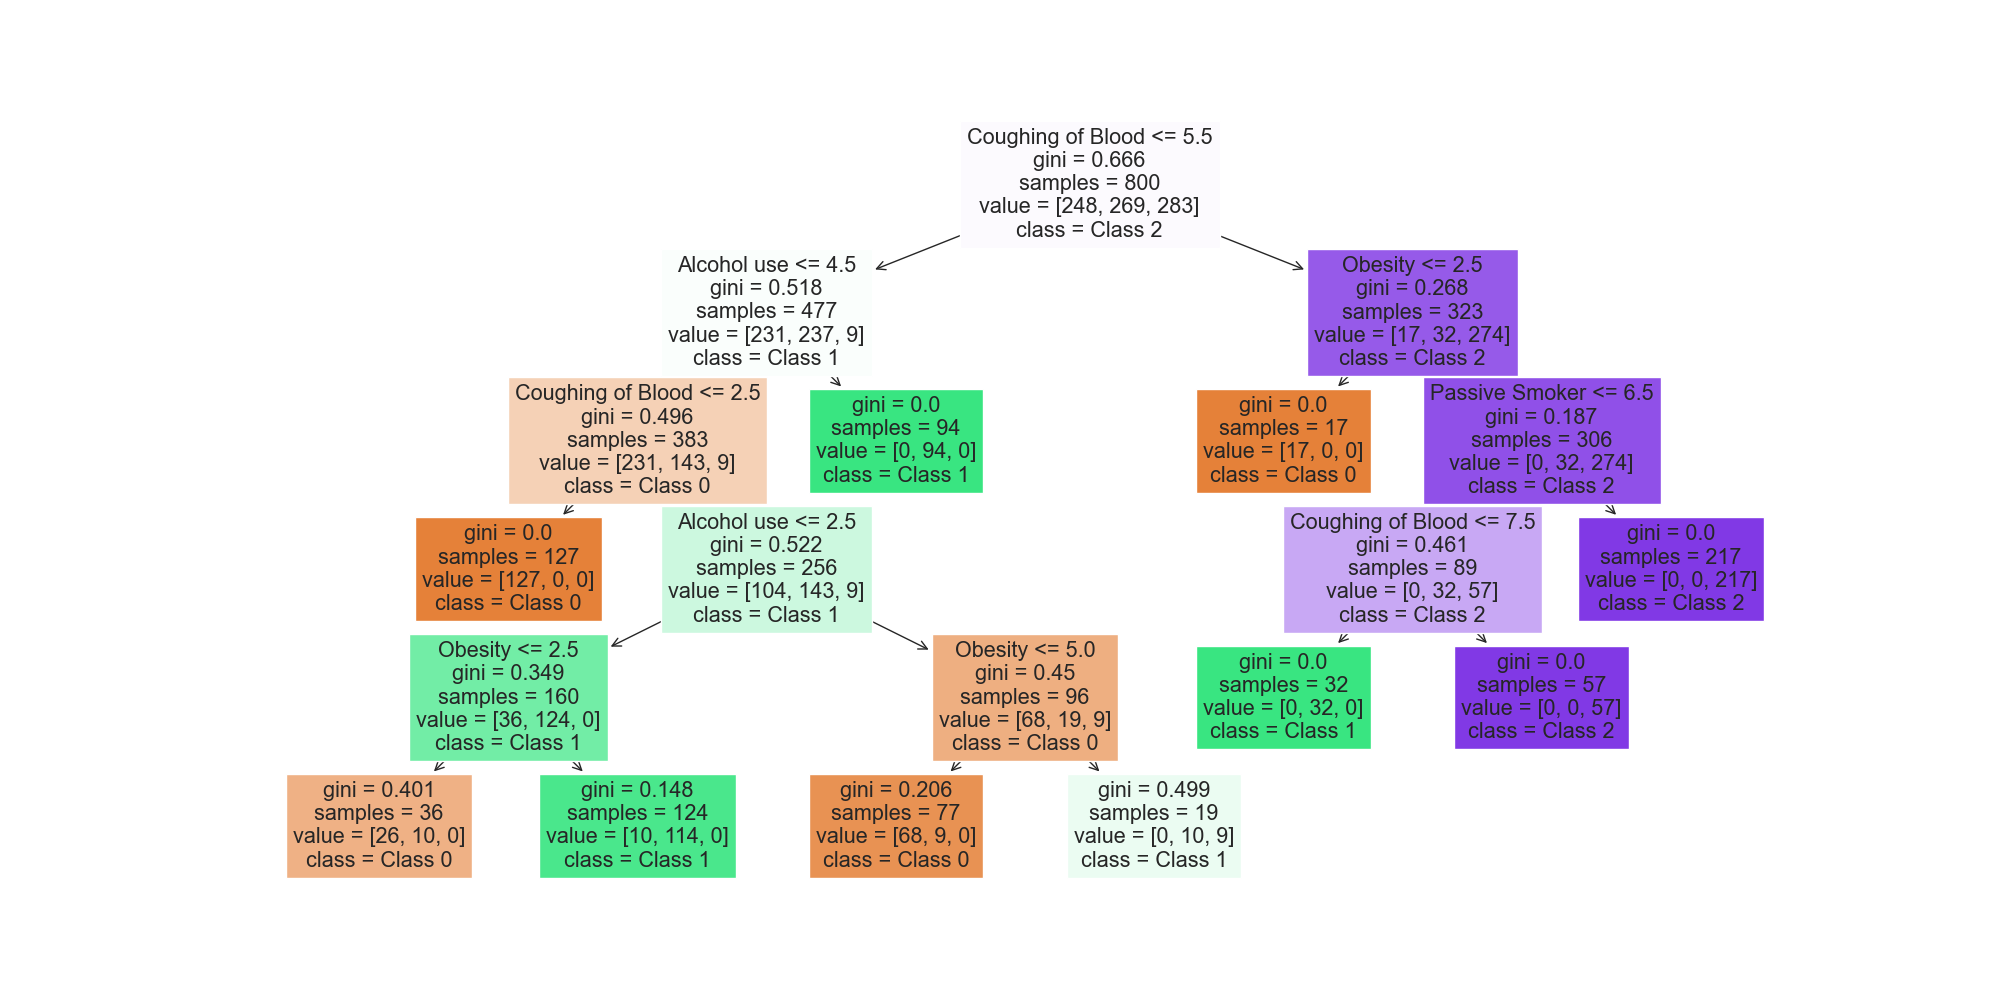 Coughing of Blood <= 5.5
gini = 0.666
samples = 800
value = [248, 269, 283]
class = Class 2
Alcohol use <= 4.5
gini = 0.518
samples = 477
value = [231, 237, 9]
class = Class 1
Obesity <= 2.5
gini = 0.268
samples = 323
value = [17, 32, 274]
class = Class 2
Coughing of Blood <= 2.5
gini = 0.496
samples = 383
value = [231, 143, 9]
class = Class 0
gini = 0.0
samples = 94
value = [0, 94, 0]
class = Class 1
gini = 0.0
samples = 17
value = [17, 0, 0]
class = Class 0
Passive Smoker <= 6.5
gini = 0.187
samples = 306
value = [0, 32, 274]
class = Class 2
gini = 0.0
samples = 127
value = [127, 0, 0]
class = Class 0
Alcohol use <= 2.5
gini = 0.522
samples = 256
value = [104, 143, 9]
class = Class 1
Coughing of Blood <= 7.5
gini = 0.461
samples = 89
value = [0, 32, 57]
class = Class 2
gini = 0.0
samples = 217
value = [0, 0, 217]
class = Class 2
Obesity <= 2.5
gini = 0.349
samples = 160
value = [36, 124, 0]
class = Class 1
Obesity <= 5.0
gini = 0.45
samples = 96
value = [68, 19, 9]
class = Class 0
gini = 0.0
samples = 32
value = [0, 32, 0]
class = Class 1
gini = 0.0
samples = 57
value = [0, 0, 57]
class = Class 2
gini = 0.401
samples = 36
value = [26, 10, 0]
class = Class 0
gini = 0.148
samples = 124
value = [10, 114, 0]
class = Class 1
gini = 0.206
samples = 77
value = [68, 9, 0]
class = Class 0
gini = 0.499
samples = 19
value = [0, 10, 9]
class = Class 1